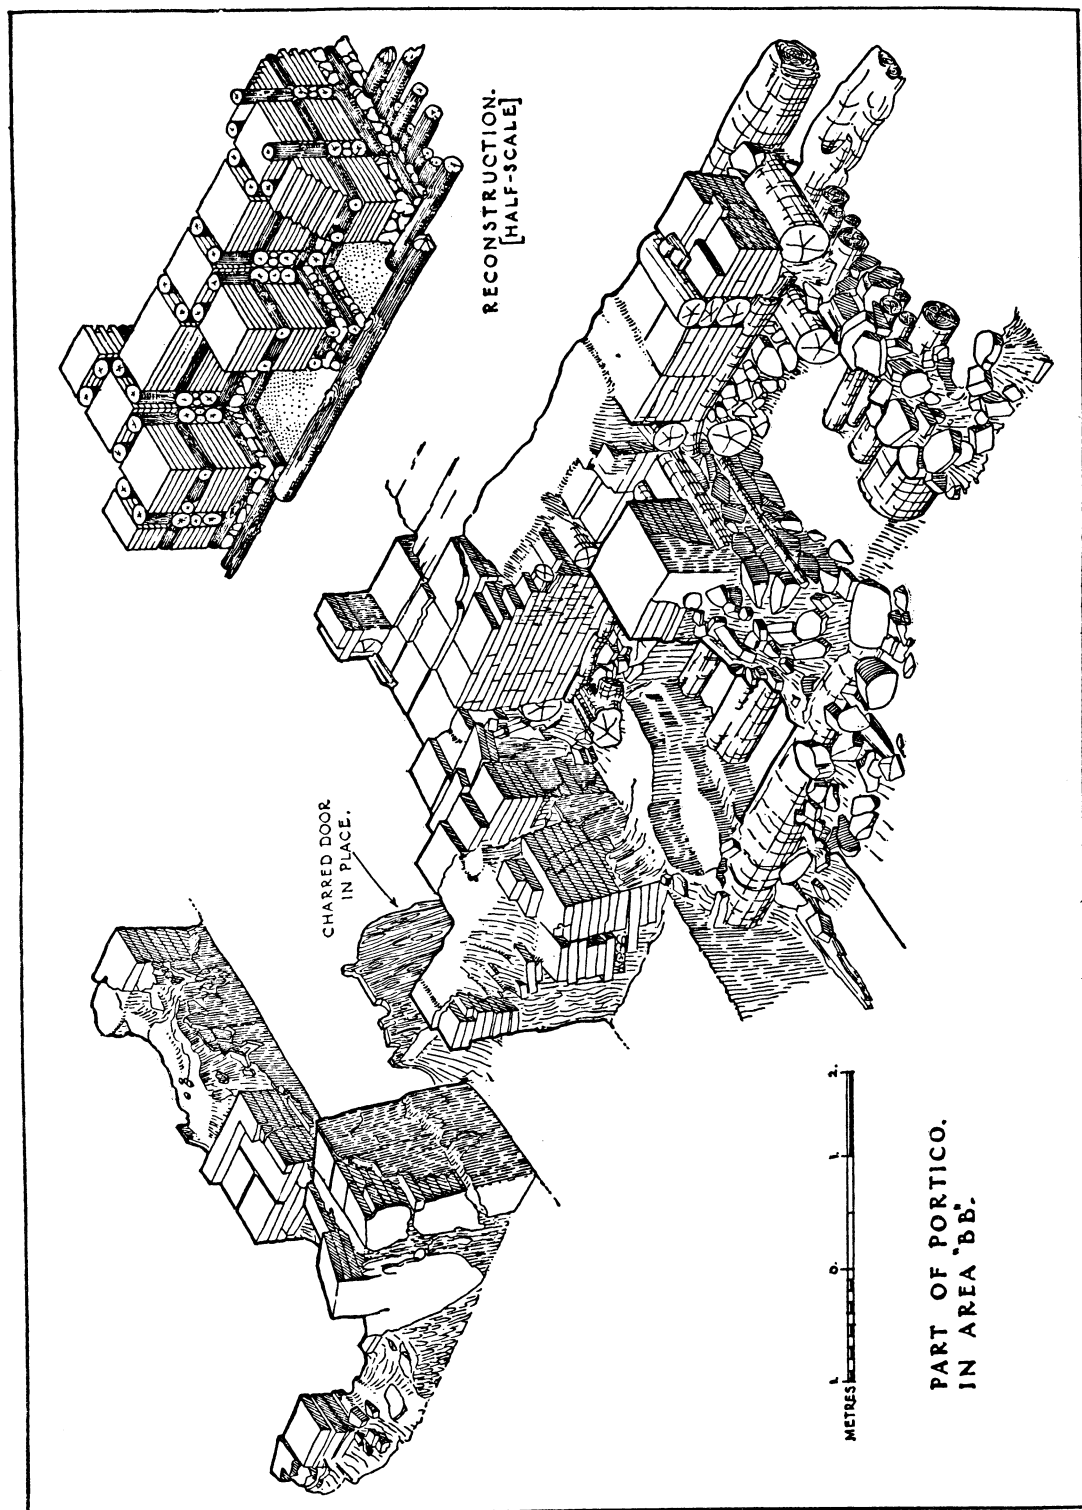 RECONSTRUCTION.
[HALF-SCALE]
CHARRED DOOR
IN PLACE.
METRES 1. 0. 1. 2.
PART OF PORTICO.
IN AREA "BB".